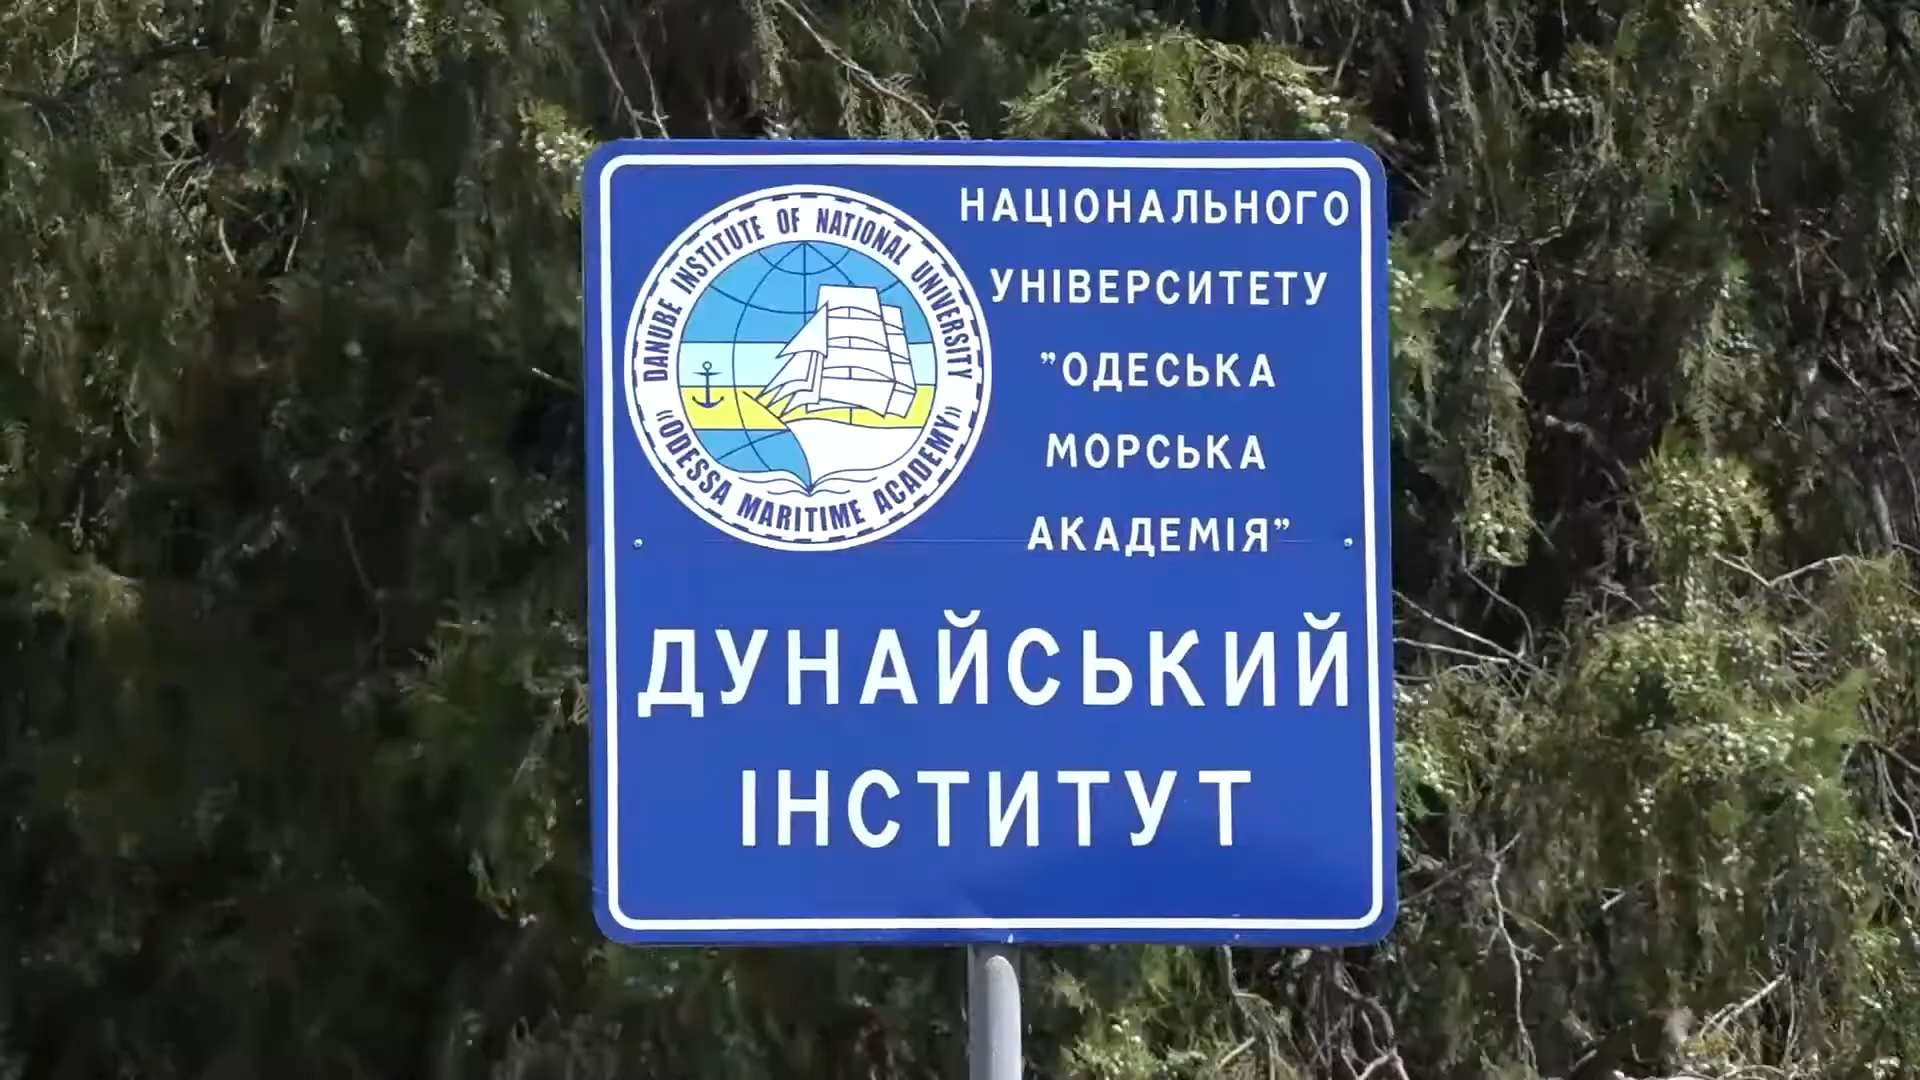 DANUBE INSTITUTE OF NATIONAL UNIVERSITY
«ODESSA MARITIME ACADEMY»
НАЦІОНАЛЬНОГО
УНІВЕРСИТЕТУ
”ОДЕСЬКА
МОРСЬКА
АКАДЕМІЯ”
ДУНАЙСЬКИЙ
ІНСТИТУТ